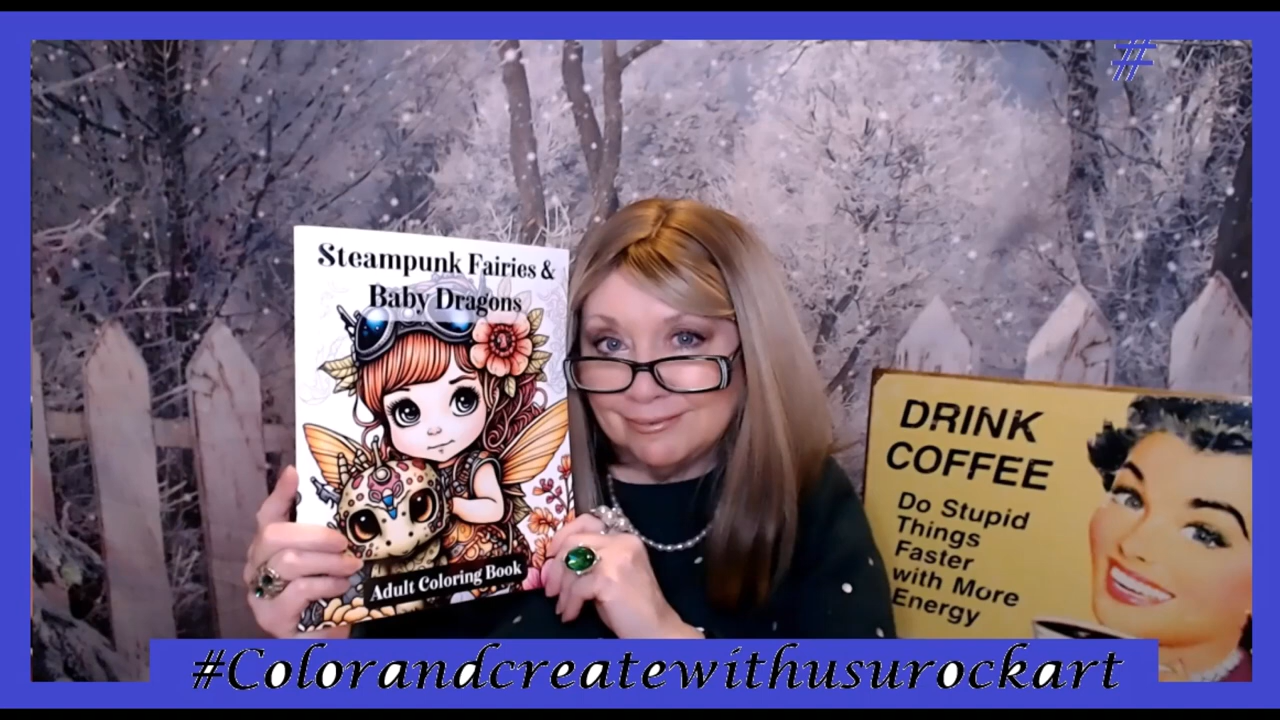 #
Steampunk Fairies &
Baby Dragons
Adult Coloring Book
DRINK
COFFEE
Do Stupid
Things
Faster
with More
Energy
#Colorandcreatewithusurockart